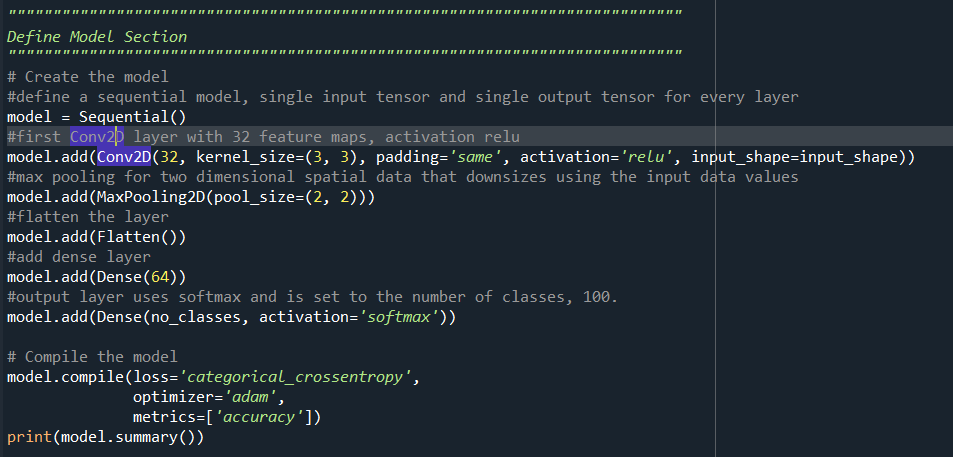 """""""""""""""""""""""""""""""""""""""""""""""""""""""""""""""""""""""""""
Define Model Section
"""""""""""""""""""""""""""""""""""""""""""""""""""""""""""""""""""""""""""
# Create the model
#define a sequential model, single input tensor and single output tensor for every layer
model = Sequential()
#first Conv2D layer with 32 feature maps, activation relu
model.add(Conv2D(32, kernel_size=(3, 3), padding='same', activation='relu', input_shape=input_shape))
#max pooling for two dimensional spatial data that downsizes using the input data values
model.add(MaxPooling2D(pool_size=(2, 2)))
#flatten the layer
model.add(Flatten())
#add dense layer
model.add(Dense(64))
#output layer uses softmax and is set to the number of classes, 100.
model.add(Dense(no_classes, activation='softmax'))

# Compile the model
model.compile(loss='categorical_crossentropy',
              optimizer='adam',
              metrics=['accuracy'])
print(model.summary())